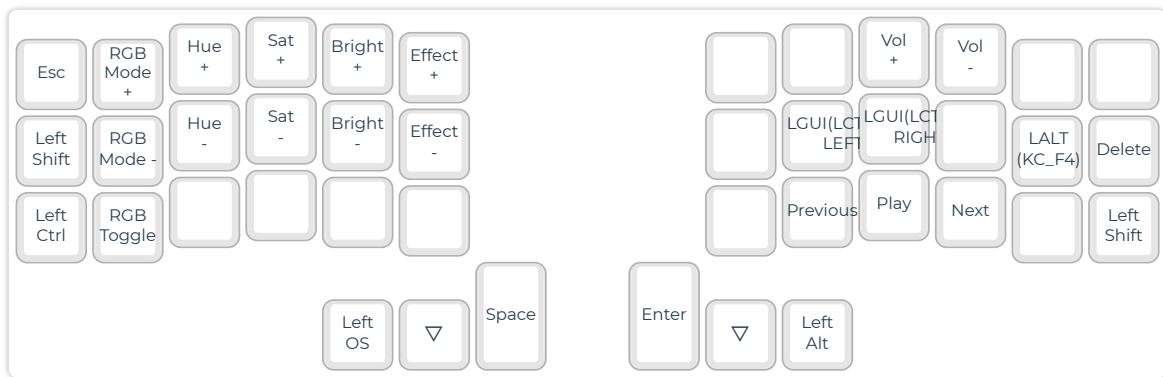 Esc
RGB
Mode
+
Hue
+
Sat
+
Bright
+
Effect
+
Vol
+
Vol
-
Left
Shift
RGB
Mode -
Hue
-
Sat
-
Bright
-
Effect
-
LGUI(LCT
LEFT
LGUI(LCT
RIGH
LALT
(KC_F4)
Delete
Left
Ctrl
RGB
Toggle
Previous
Play
Next
Left
Shift
Left
OS
▽
Space
Enter
▽
Left
Alt